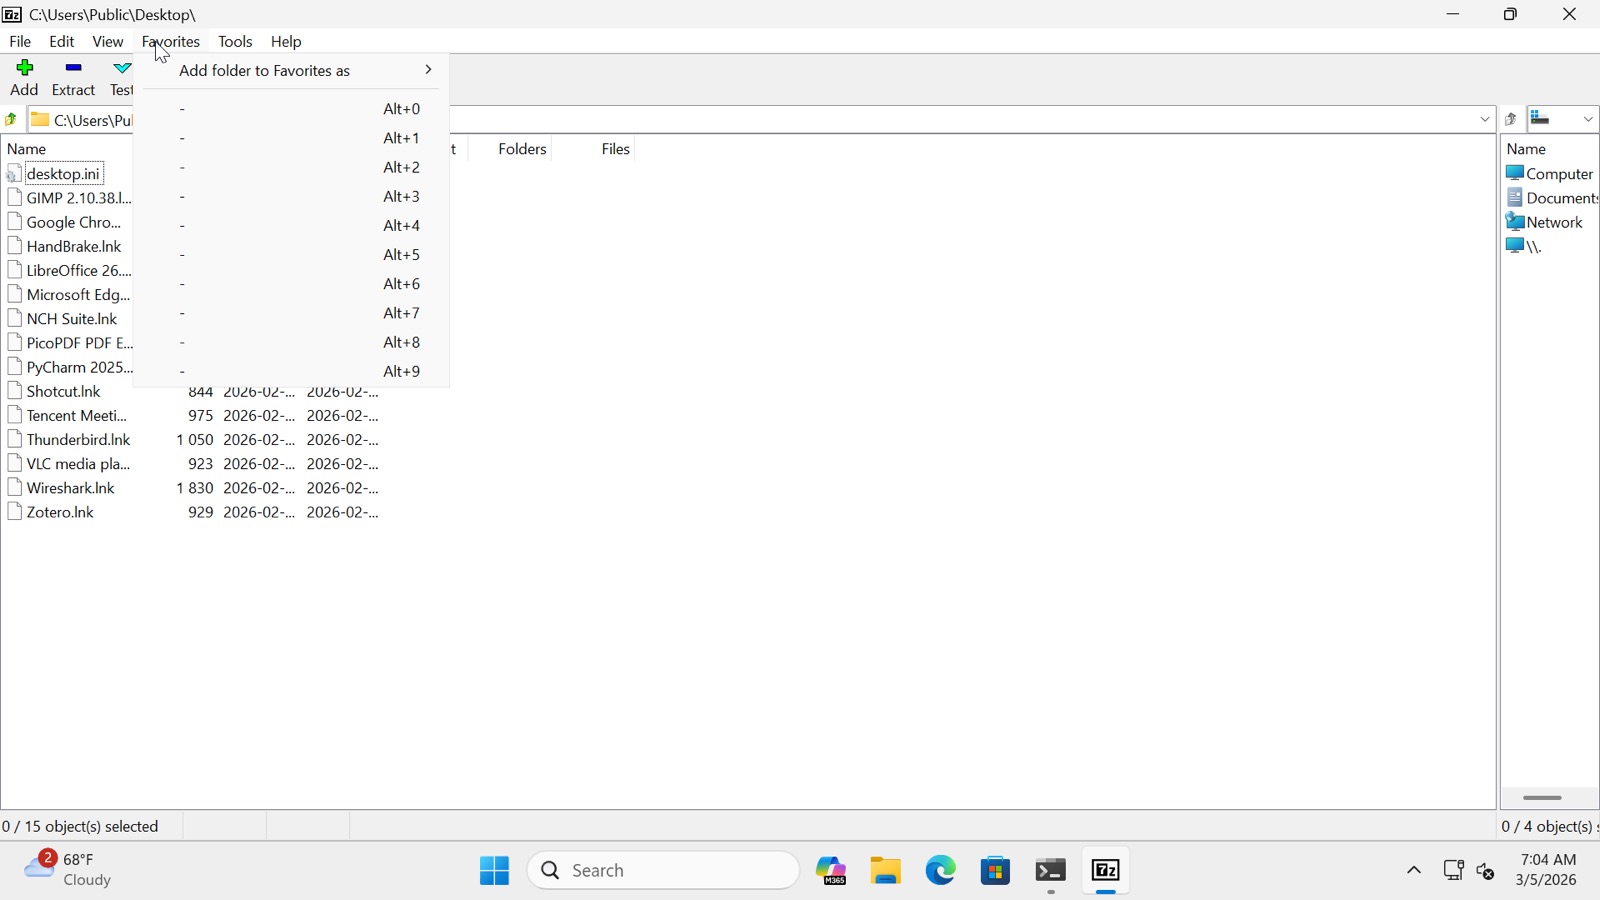 7z C:\Users\Public\Desktop\
File Edit View Favorites Tools Help
Add Extract Test
Add folder to Favorites as
- Alt+0
- Alt+1
- Alt+2
- Alt+3
- Alt+4
- Alt+5
- Alt+6
- Alt+7
- Alt+8
- Alt+9
C:\Users\Pu
Name t Folders Files
desktop.ini
GIMP 2.10.38.l...
Google Chro...
HandBrake.lnk
LibreOffice 26....
Microsoft Edg...
NCH Suite.lnk
PicoPDF PDF E...
PyCharm 2025...
Shotcut.lnk 844 2026-02-... 2026-02-...
Tencent Meeti... 975 2026-02-... 2026-02-...
Thunderbird.lnk 1 050 2026-02-... 2026-02-...
VLC media pla... 923 2026-02-... 2026-02-...
Wireshark.lnk 1 830 2026-02-... 2026-02-...
Zotero.lnk 929 2026-02-... 2026-02-...
Name
Computer
Documents
Network
\\.
0 / 15 object(s) selected
0 / 4 object(s)
2 68°F
Cloudy
Search
M365
7z
7:04 AM
3/5/2026